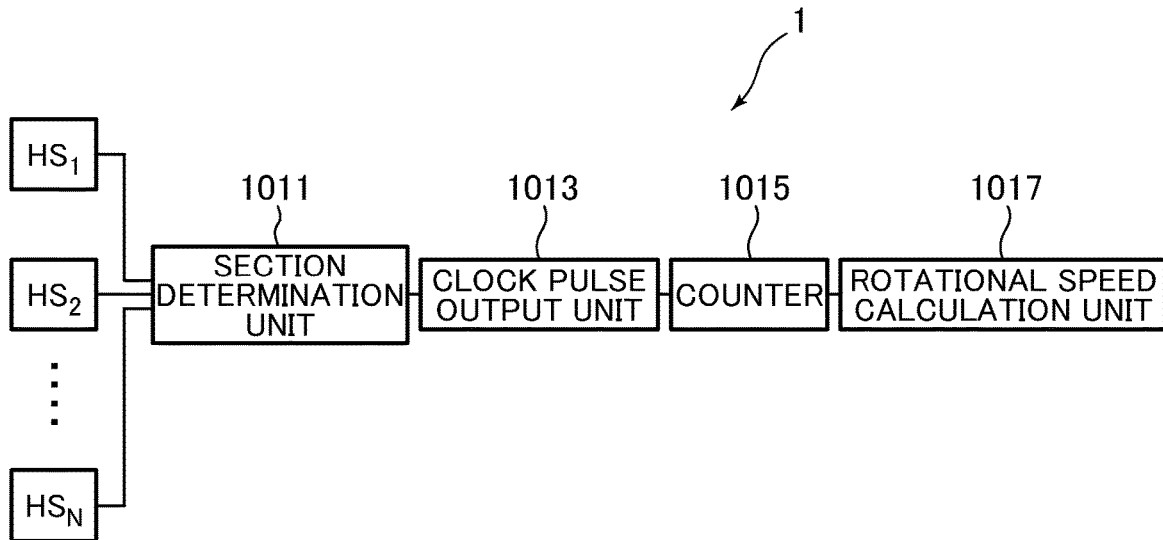 1
HS₁
HS₂
HS_N
1011
SECTION
DETERMINATION
UNIT
1013
CLOCK PULSE
OUTPUT UNIT
1015
COUNTER
1017
ROTATIONAL SPEED
CALCULATION UNIT